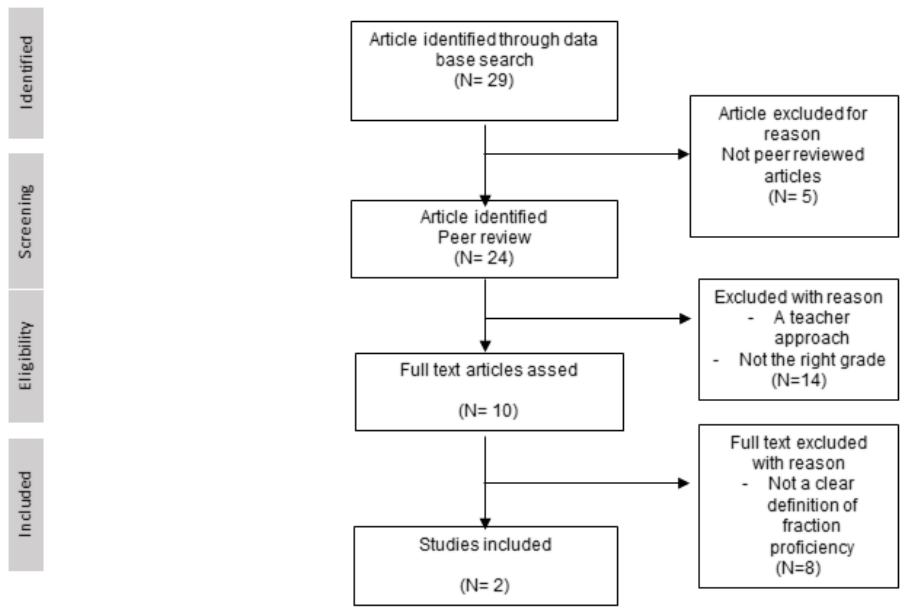 Identified
Article identified through data
base search
(N= 29)
Article excluded for
reason
Not peer reviewed
articles
(N= 5)
Screening
Article identified
Peer review
(N= 24)
Excluded with reason
- A teacher
approach
- Not the right grade
(N=14)
Eligibility
Full text articles assed
(N= 10)
Full text excluded
with reason
- Not a clear
definition of
fraction
proficiency
(N=8)
Included
Studies included
(N= 2)